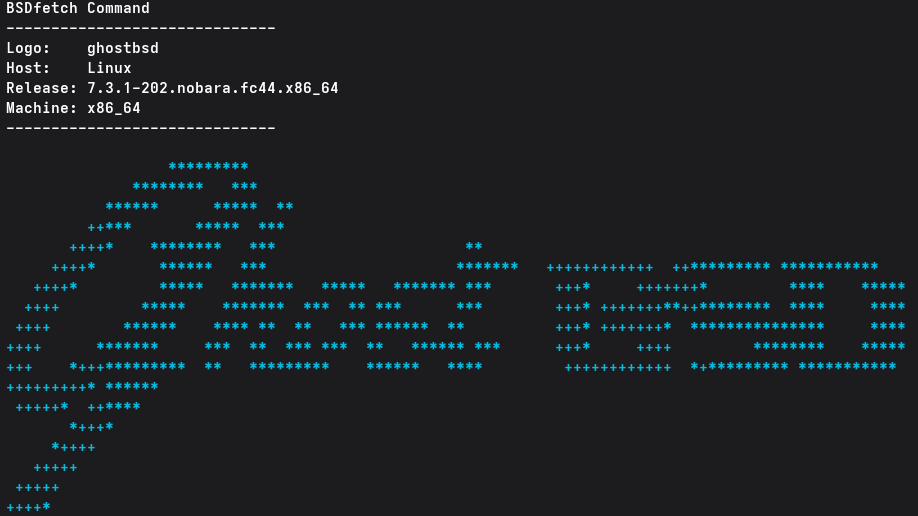 BSDfetch Command
------------------------------
Logo:    ghostbsd
Host:    Linux
Release: 7.3.1-202.nobara.fc44.x86_64
Machine: x86_64
------------------------------